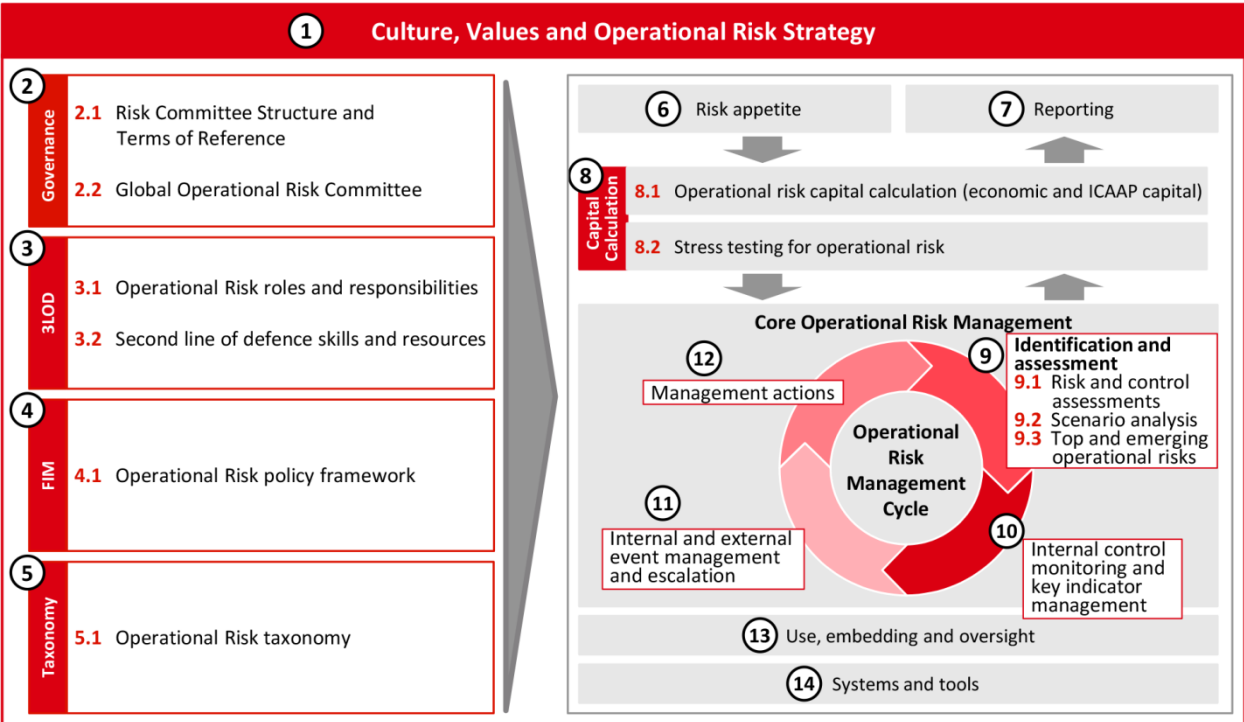 1 Culture, Values and Operational Risk Strategy
2
Governance
2.1 Risk Committee Structure and
Terms of Reference
2.2 Global Operational Risk Committee
3
3LOD
3.1 Operational Risk roles and responsibilities
3.2 Second line of defence skills and resources
4
FIM
4.1 Operational Risk policy framework
5
Taxonomy
5.1 Operational Risk taxonomy
6 Risk appetite
7 Reporting
8
Capital
Calculation
8.1 Operational risk capital calculation (economic and ICAAP capital)
8.2 Stress testing for operational risk
Core Operational Risk Management
Operational
Risk
Management
Cycle
9
Identification and
assessment
9.1 Risk and control
assessments
9.2 Scenario analysis
9.3 Top and emerging
operational risks
10
Internal control
monitoring and
key indicator
management
11
Internal and external
event management
and escalation
12
Management actions
13 Use, embedding and oversight
14 Systems and tools